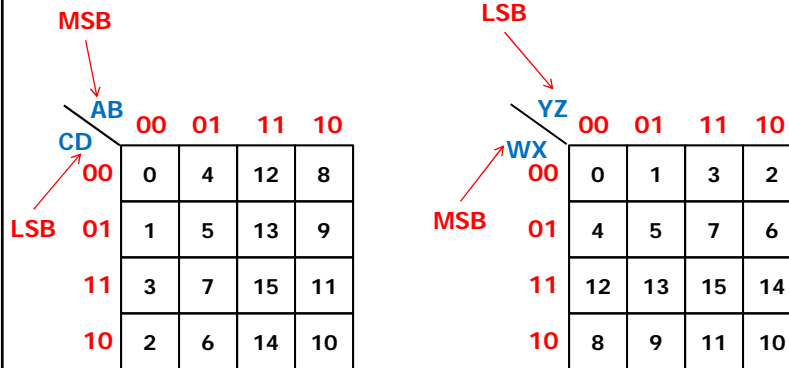 MSB LSB
AB 00 01 11 10 YZ 00 01 11 10
CD WX
00 0 4 12 8 00 0 1 3 2
LSB 01 1 5 13 9 MSB 01 4 5 7 6
11 3 7 15 11 11 12 13 15 14
10 2 6 14 10 10 8 9 11 10